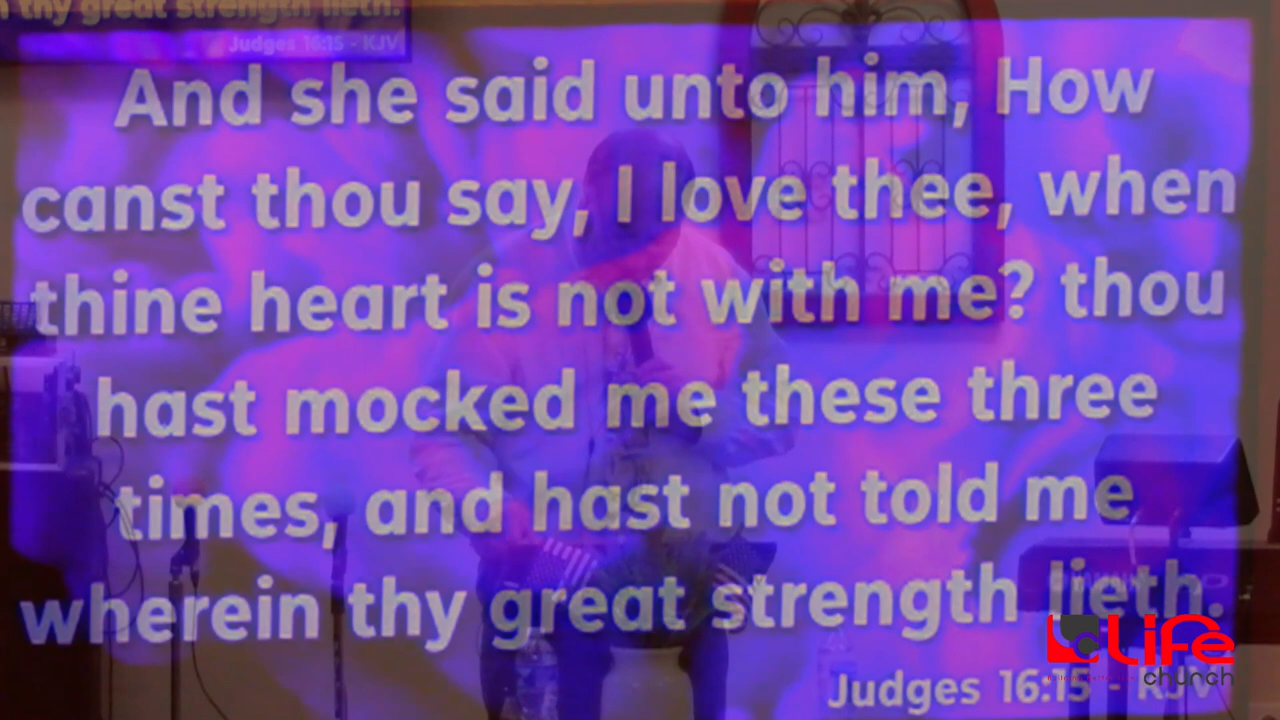 thy great strength lieth.
Judges 16:15 - KJV
And she said unto him, How
canst thou say, I love thee, when
thine heart is not with me? thou
hast mocked me these three
times, and hast not told me
wherein thy great strength lieth.
Judges 16:15 - KJV
LIFE
church